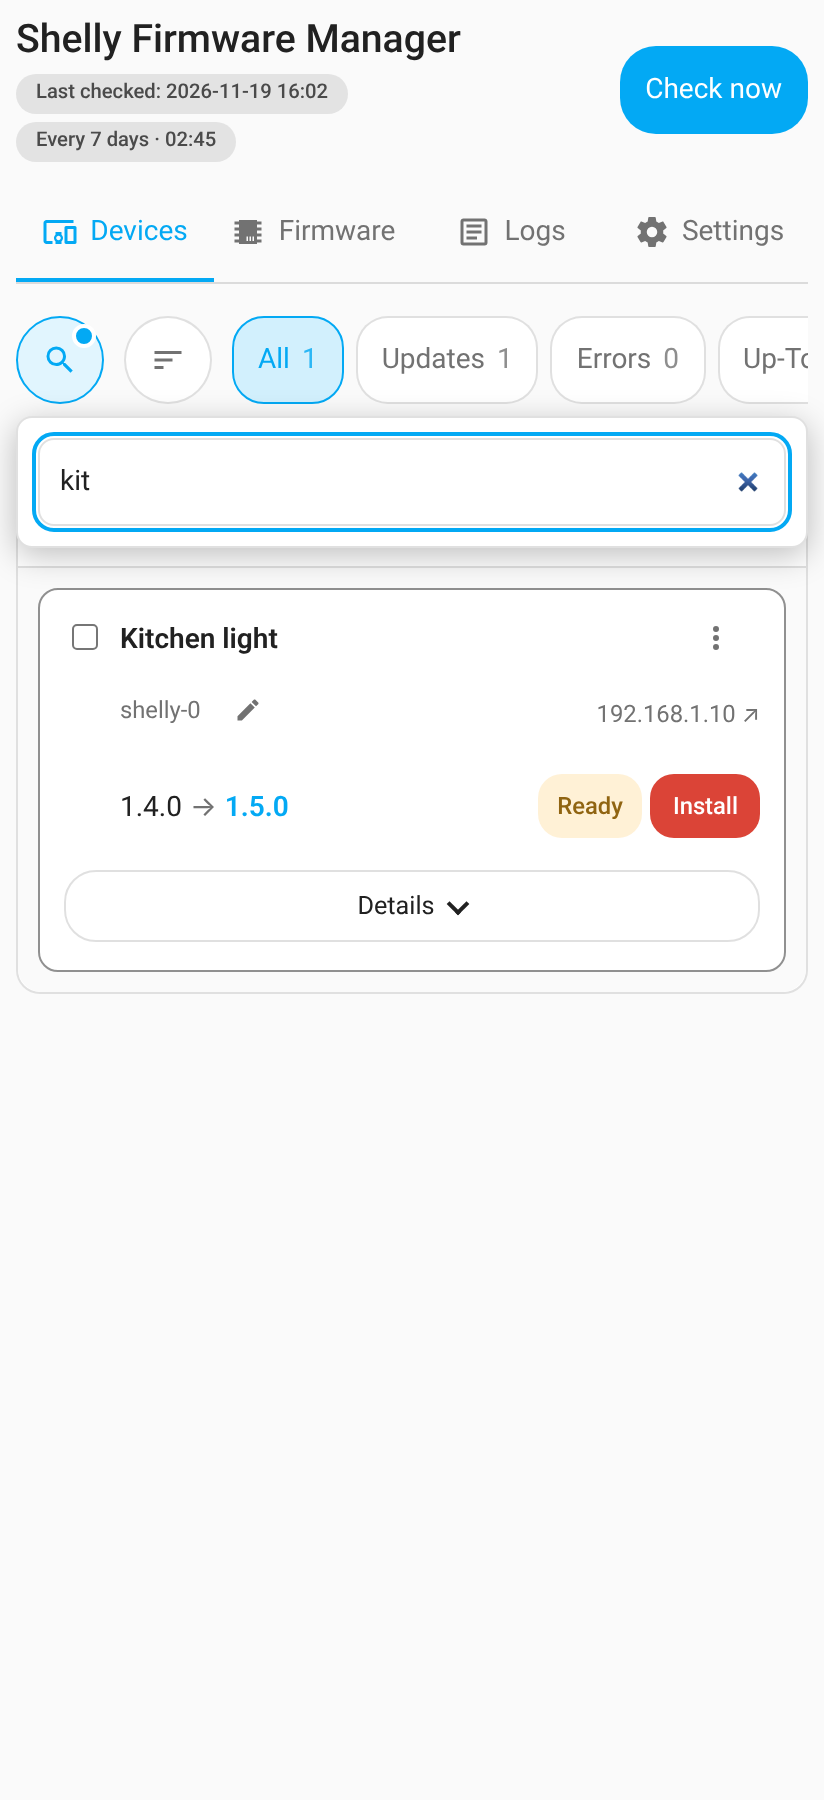 Shelly Firmware Manager
Last checked: 2026-11-19 16:02
Every 7 days · 02:45
Check now
Devices
Firmware
Logs
Settings
All 1
Updates 1
Errors 0
Up-To
kit
Kitchen light
shelly-0
192.168.1.10
1.4.0 → 1.5.0
Ready
Install
Details